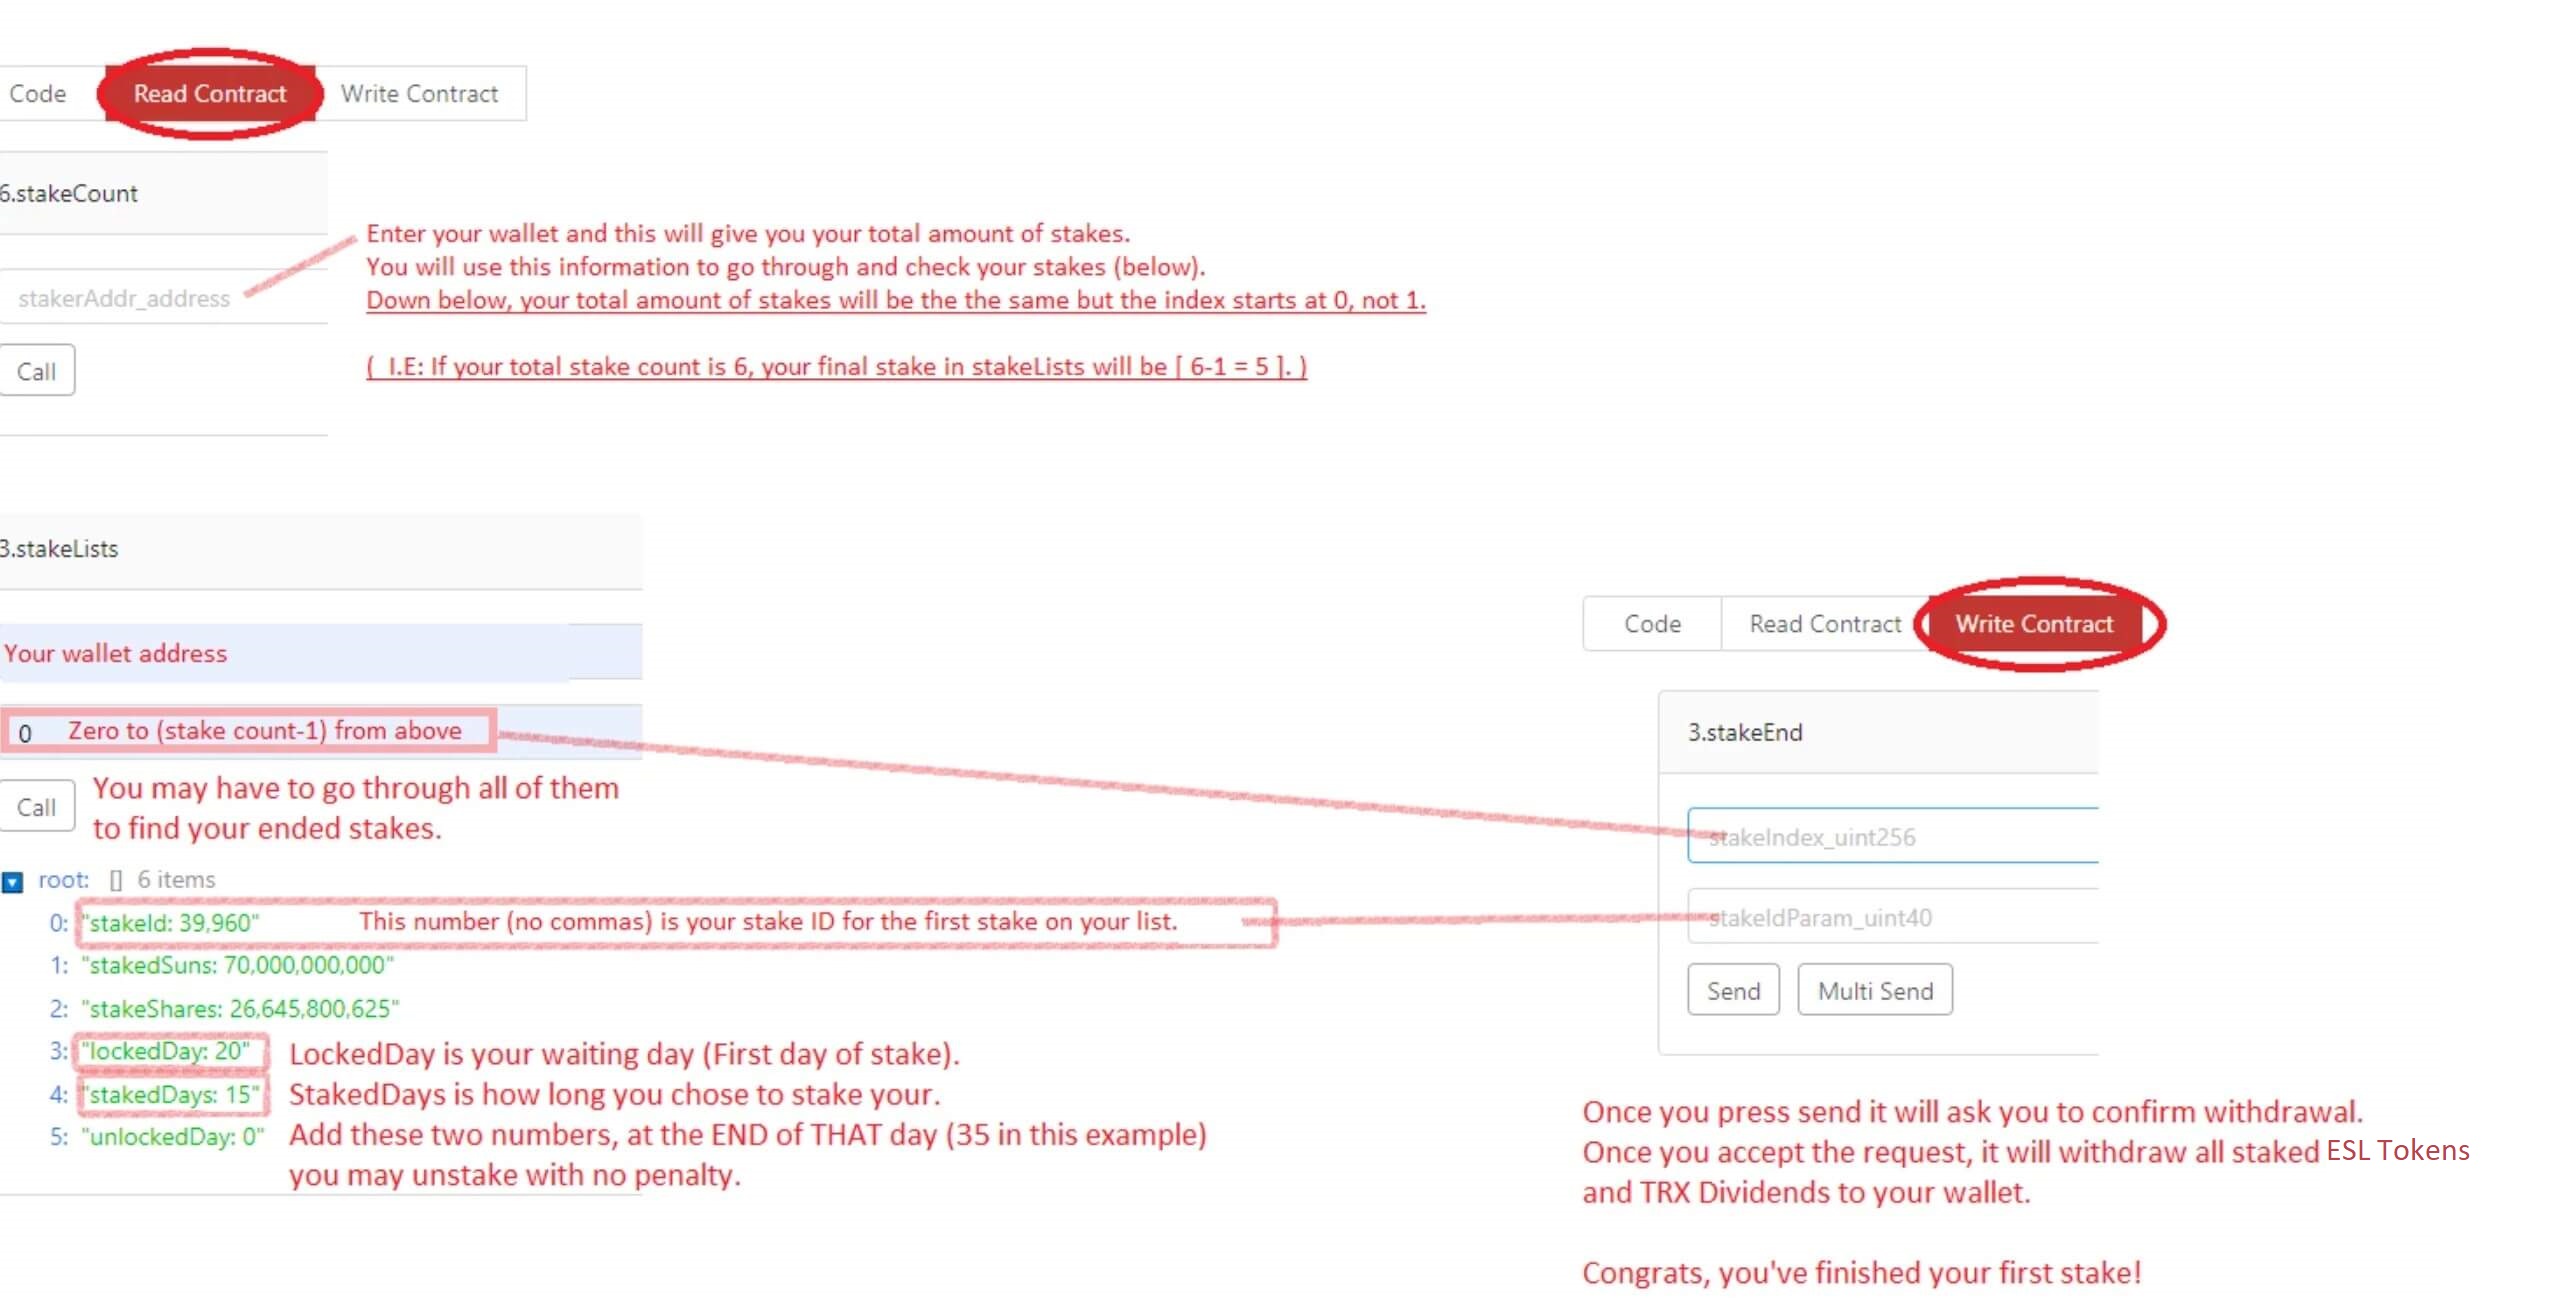 Code Read Contract Write Contract
6.stakeCount
Enter your wallet and this will give you your total amount of stakes.
You will use this information to go through and check your stakes (below).
stakerAddr_address
Down below, your total amount of stakes will be the the same but the index starts at 0, not 1.
( I.E: If your total stake count is 6, your final stake in stakeLists will be [ 6-1 = 5 ]. )
Call
3.stakeLists
Your wallet address
0 Zero to (stake count-1) from above
Call
You may have to go through all of them
to find your ended stakes.
root: [] 6 items
0: "stakeId: 39,960" This number (no commas) is your stake ID for the first stake on your list.
1: "stakedSuns: 70,000,000,000"
2: "stakeShares: 26,645,800,625"
3: "lockedDay: 20" LockedDay is your waiting day (First day of stake).
4: "stakedDays: 15" StakedDays is how long you chose to stake your.
5: "unlockedDay: 0" Add these two numbers, at the END of THAT day (35 in this example)
you may unstake with no penalty.
Code Read Contract Write Contract
3.stakeEnd
stakeIndex_uint256
stakeIdParam_uint40
Send Multi Send
Once you press send it will ask you to confirm withdrawal.
Once you accept the request, it will withdraw all staked ESL Tokens
and TRX Dividends to your wallet.
Congrats, you've finished your first stake!